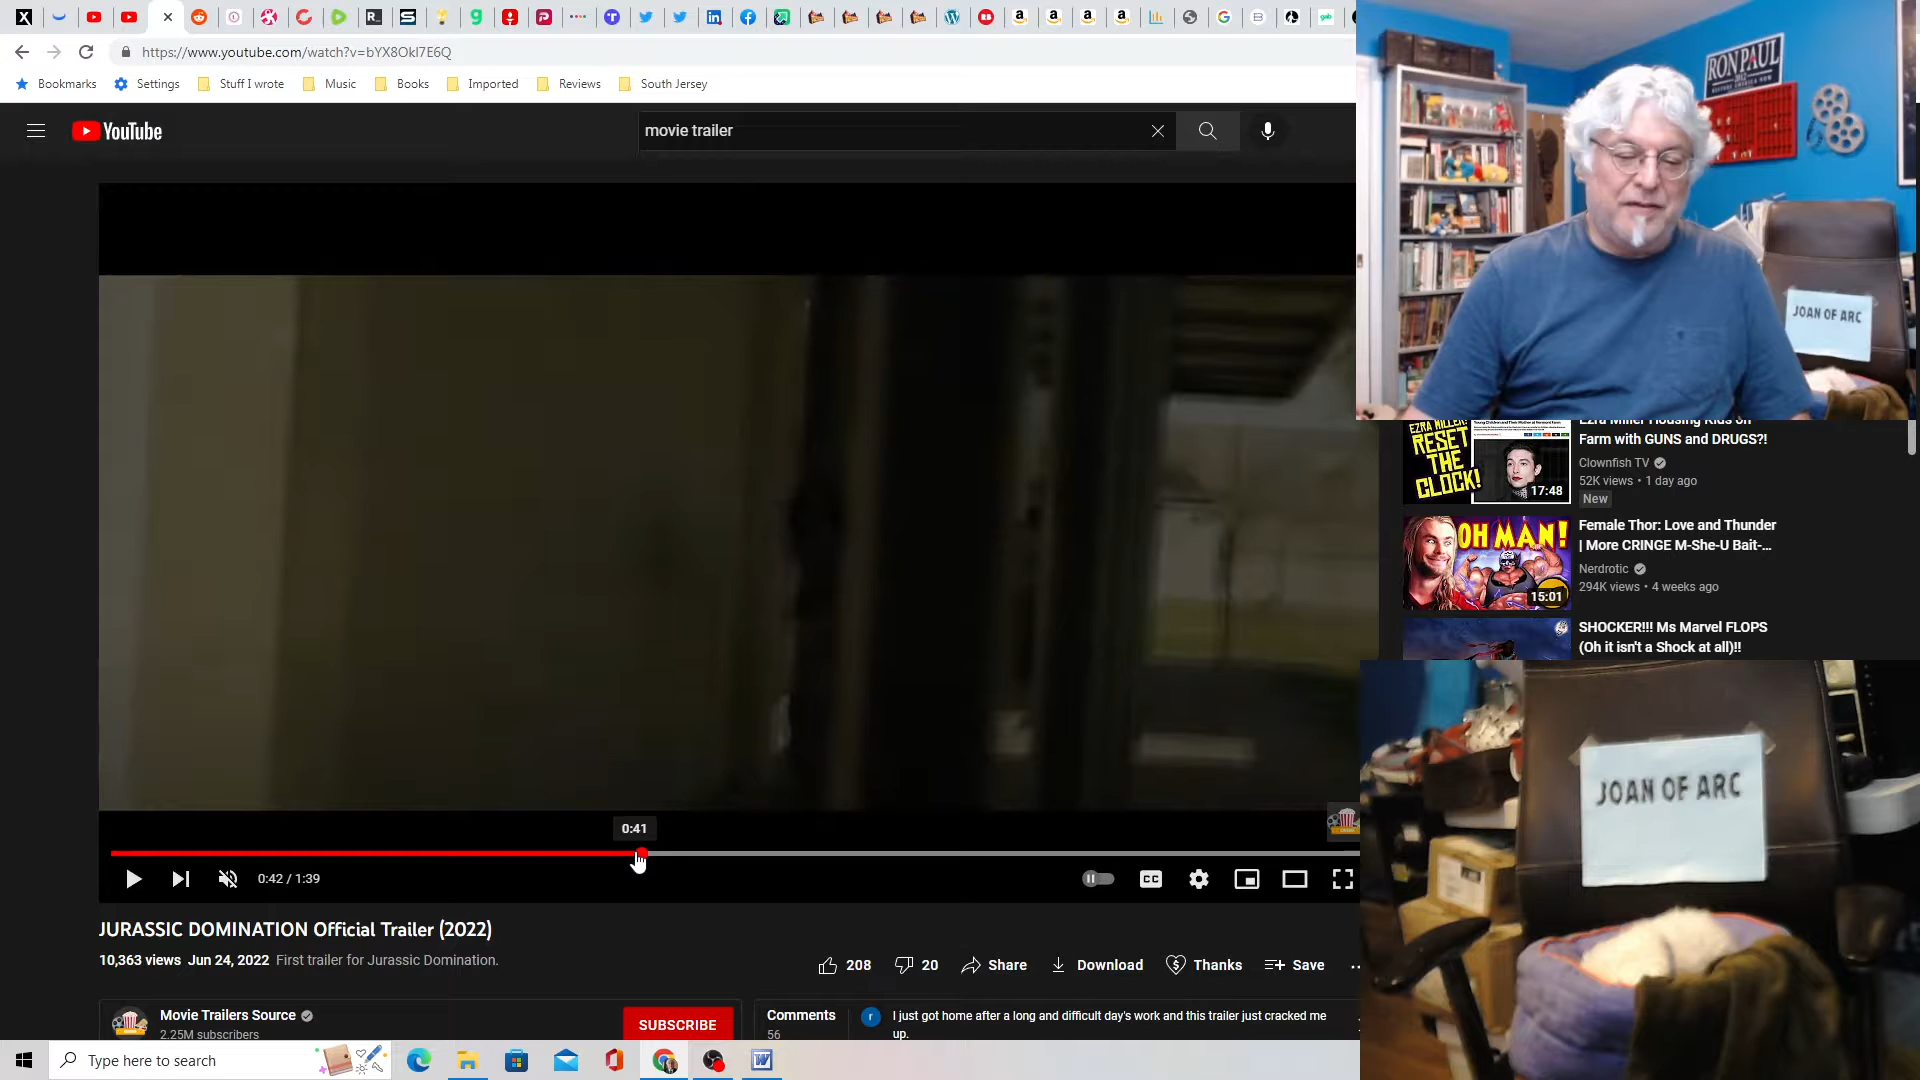 https://www.youtube.com/watch?v=bYX8Okl7E6Q
Bookmarks
Settings
Stuff I wrote
Music
Books
Imported
Reviews
South Jersey
YouTube
movie trailer
RON PAUL
2012
JOAN OF ARC
Farm with GUNS and DRUGS?!
Clownfish TV
52K views • 1 day ago
New
EZRA MILLER!
RESET
THE
CLOCK!
17:48
Female Thor: Love and Thunder
| More CRINGE M-She-U Bait-...
Nerdrotic
294K views • 4 weeks ago
OH MAN!
15:01
SHOCKER!!! Ms Marvel FLOPS
(Oh it isn't a Shock at all)!!
JOAN OF ARC
0:41
0:42 / 1:39
CC
JURASSIC DOMINATION Official Trailer (2022)
10,363 views Jun 24, 2022 First trailer for Jurassic Domination.
208
20
Share
Download
Thanks
Save
...
Movie Trailers Source
2.25M subscribers
SUBSCRIBE
Comments
56
r
I just got home after a long and difficult day's work and this trailer just cracked me
up.
Type here to search